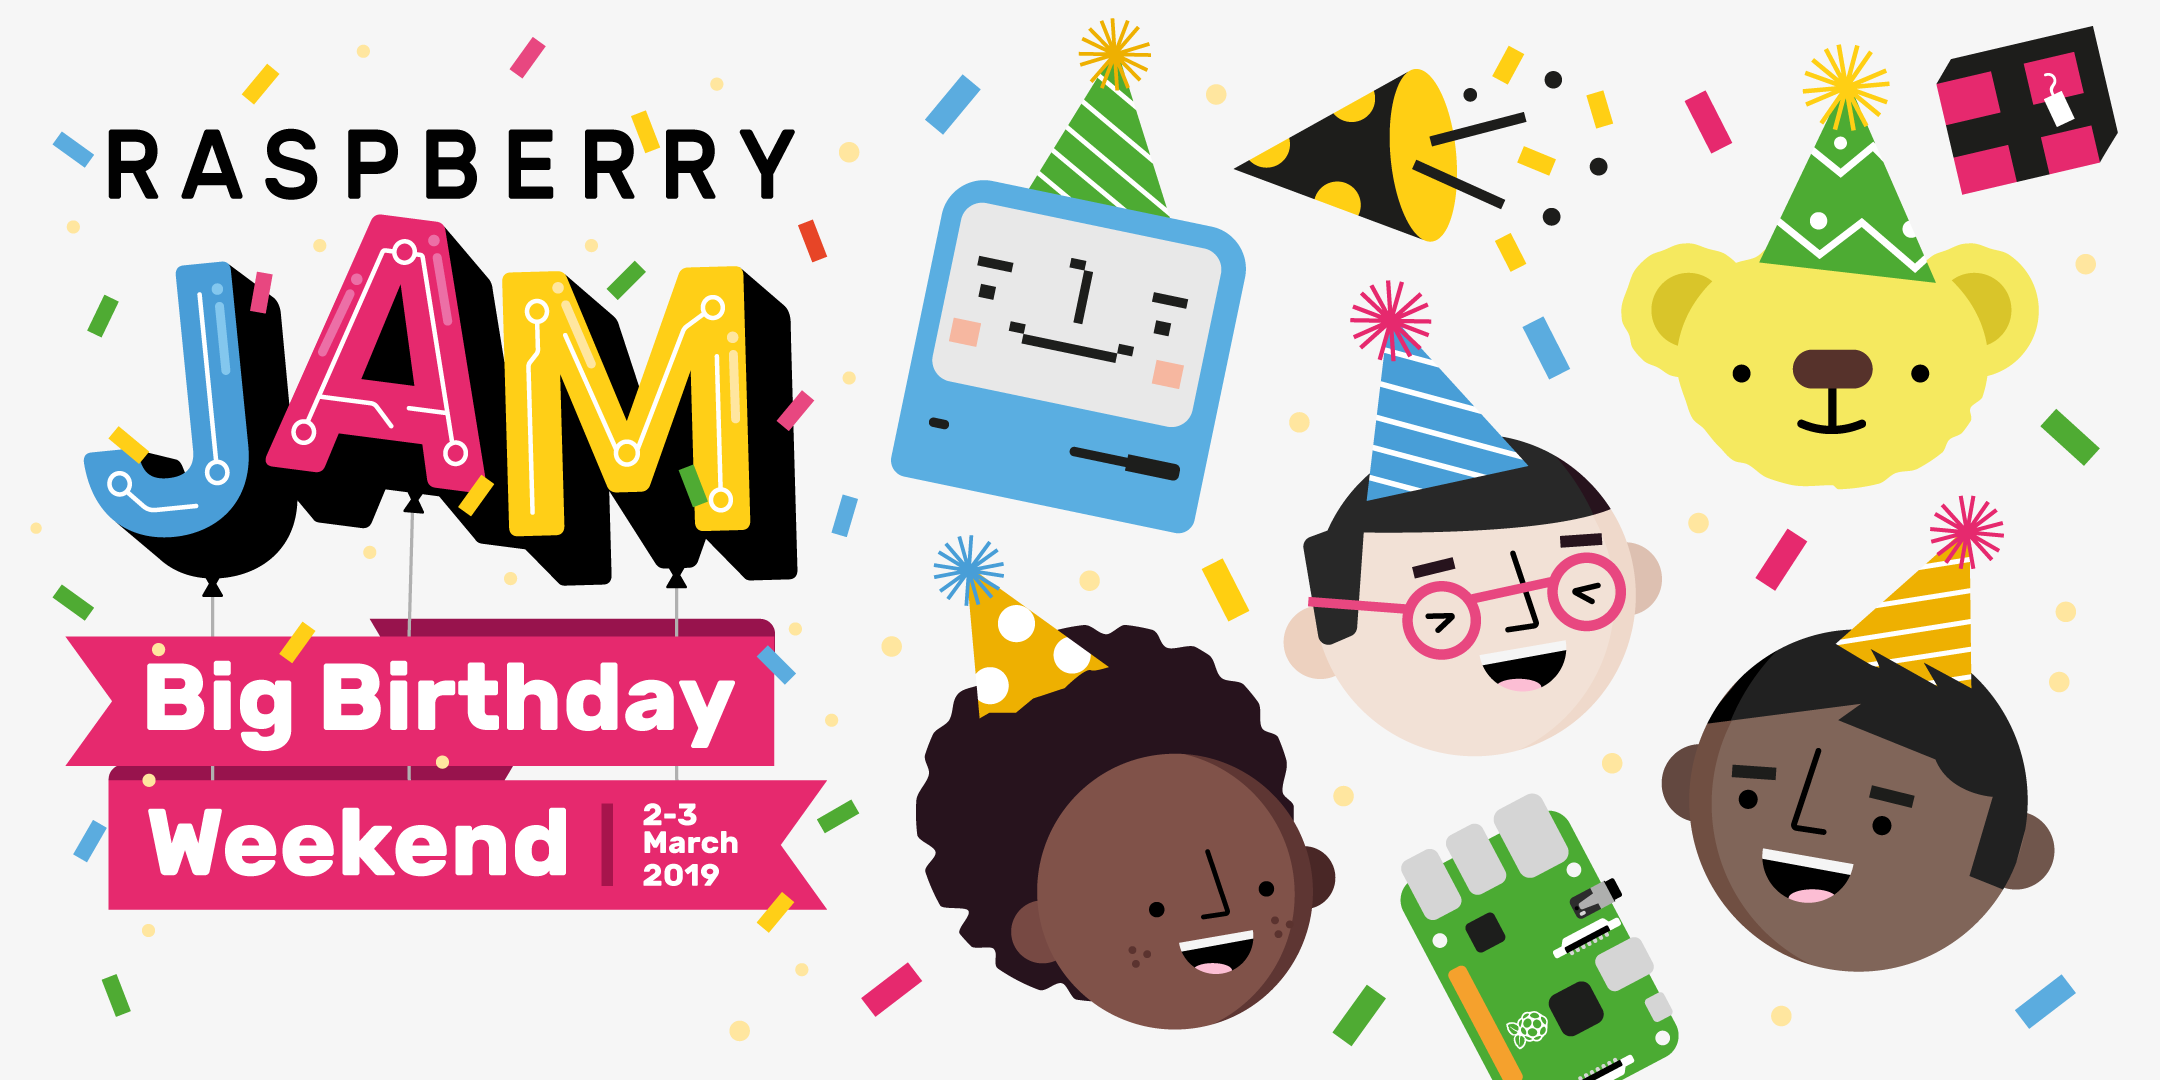 RASPBERRY
JAM
Big Birthday
Weekend
2-3
March
2019